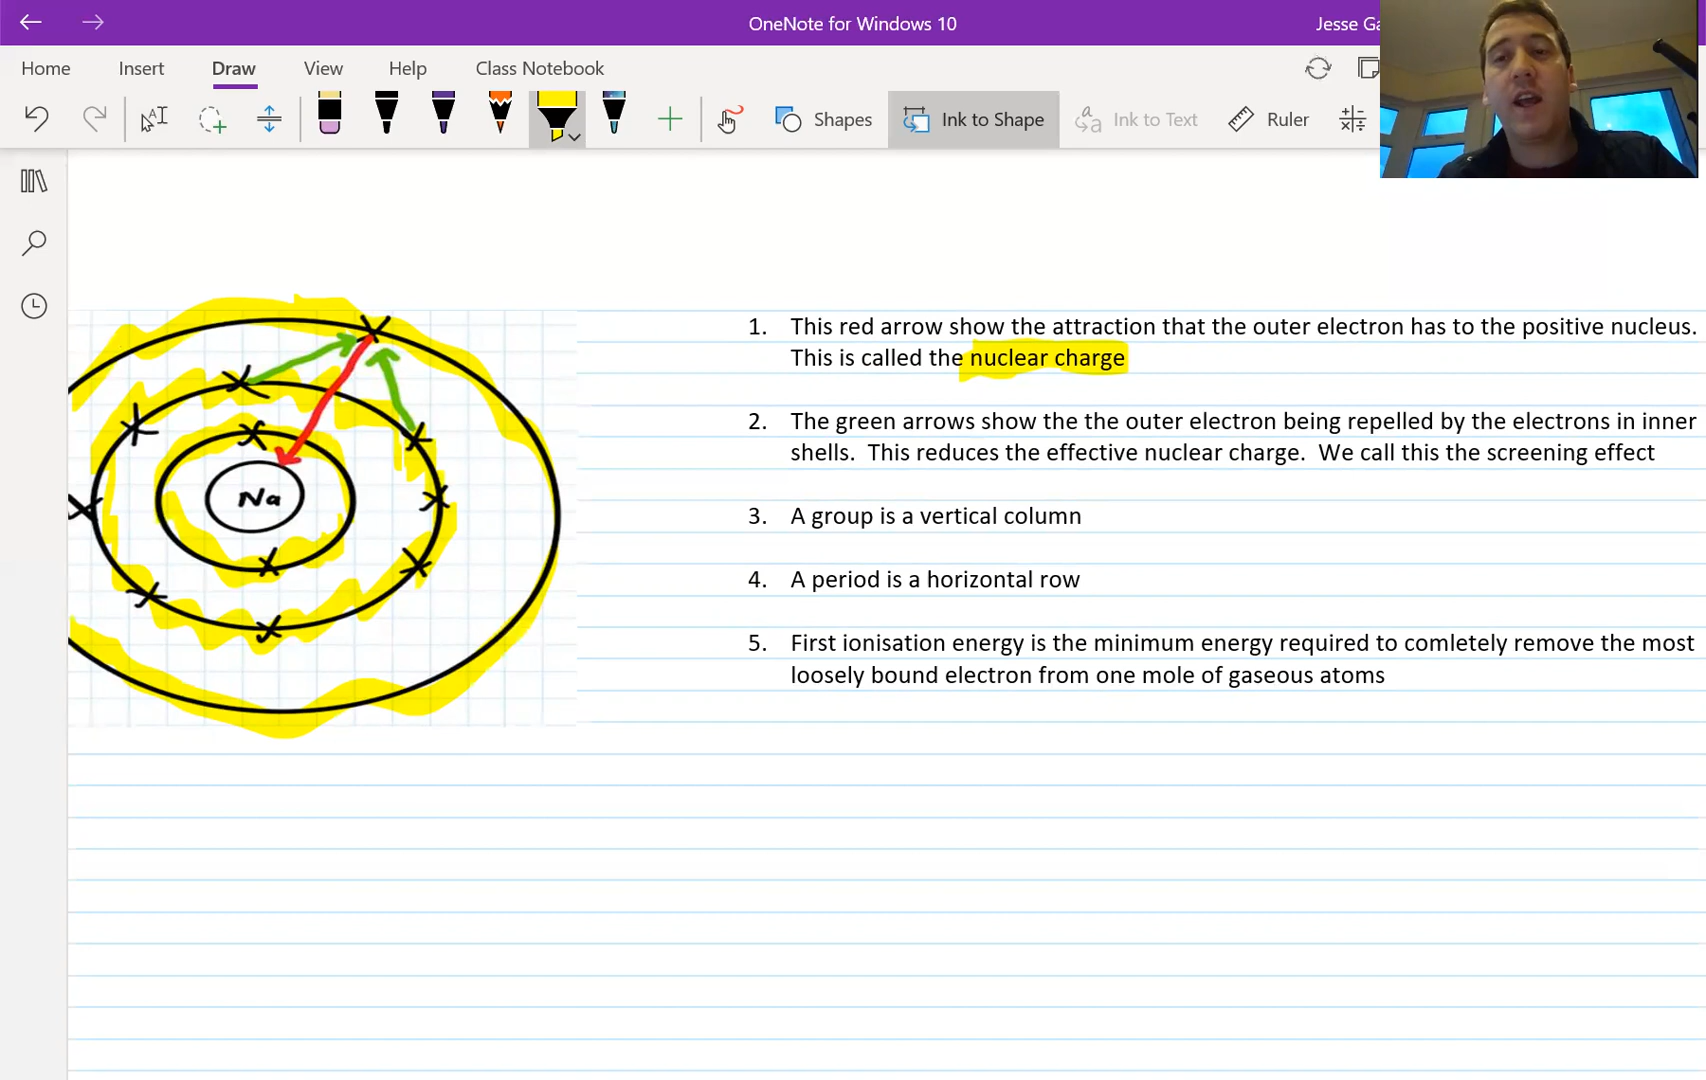 OneNote for Windows 10
Jesse Ga
Home
Insert
Draw
View
Help
Class Notebook
Shapes
Ink to Shape
Ink to Text
Ruler
1. This red arrow show the attraction that the outer electron has to the positive nucleus.
This is called the nuclear charge
2. The green arrows show the the outer electron being repelled by the electrons in inner
shells. This reduces the effective nuclear charge. We call this the screening effect
3. A group is a vertical column
4. A period is a horizontal row
5. First ionisation energy is the minimum energy required to comletely remove the most
loosely bound electron from one mole of gaseous atoms
Na